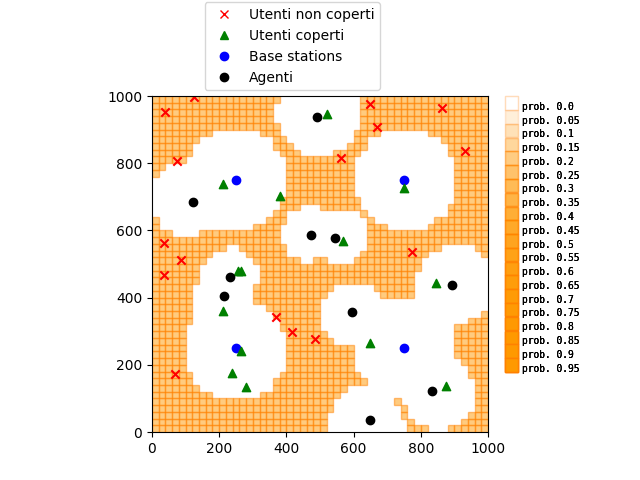 Utenti non coperti
Utenti coperti
Base stations
Agenti
1000
800
600
400
200
0
0 200 400 600 800 1000
prob. 0.0
prob. 0.05
prob. 0.1
prob. 0.15
prob. 0.2
prob. 0.25
prob. 0.3
prob. 0.35
prob. 0.4
prob. 0.45
prob. 0.5
prob. 0.55
prob. 0.6
prob. 0.65
prob. 0.7
prob. 0.75
prob. 0.8
prob. 0.85
prob. 0.9
prob. 0.95